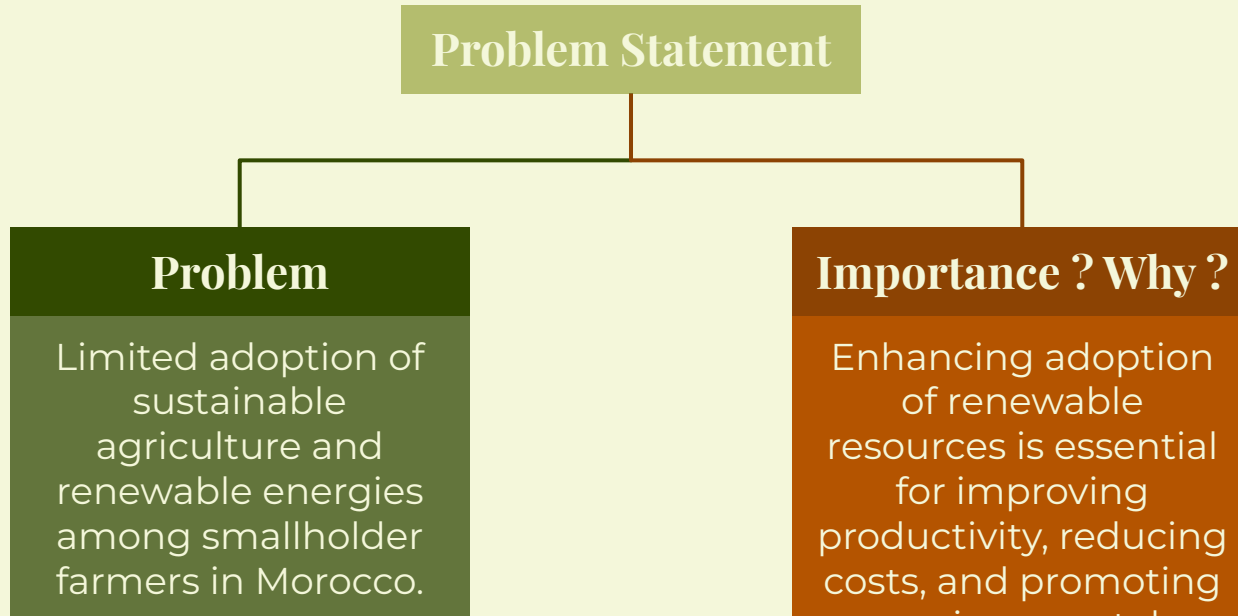 Problem Statement
Problem
Limited adoption of
sustainable
agriculture and
renewable energies
among smallholder
farmers in Morocco.
Importance ? Why ?
Enhancing adoption
of renewable
resources is essential
for improving
productivity, reducing
costs, and promoting